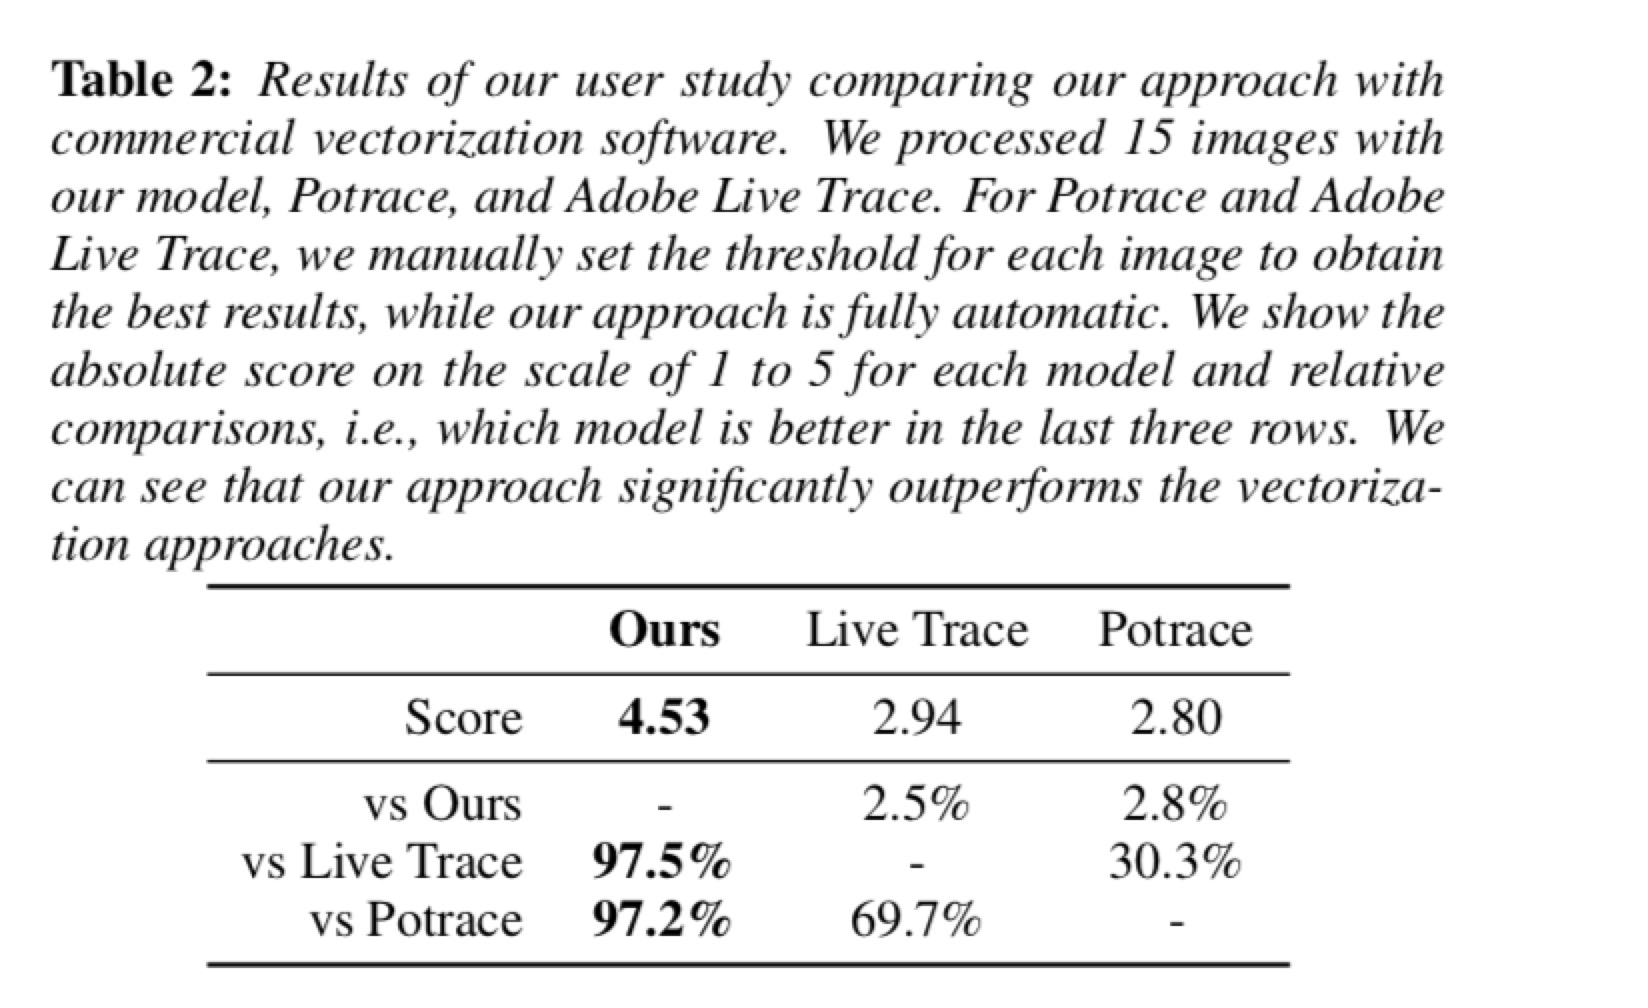 Table 2: Results of our user study comparing our approach with
commercial vectorization software. We processed 15 images with
our model, Potrace, and Adobe Live Trace. For Potrace and Adobe
Live Trace, we manually set the threshold for each image to obtain
the best results, while our approach is fully automatic. We show the
absolute score on the scale of 1 to 5 for each model and relative
comparisons, i.e., which model is better in the last three rows. We
can see that our approach significantly outperforms the vectoriza-
tion approaches.
Ours Live Trace Potrace
Score 4.53 2.94 2.80
vs Ours - 2.5% 2.8%
vs Live Trace 97.5% - 30.3%
vs Potrace 97.2% 69.7% -